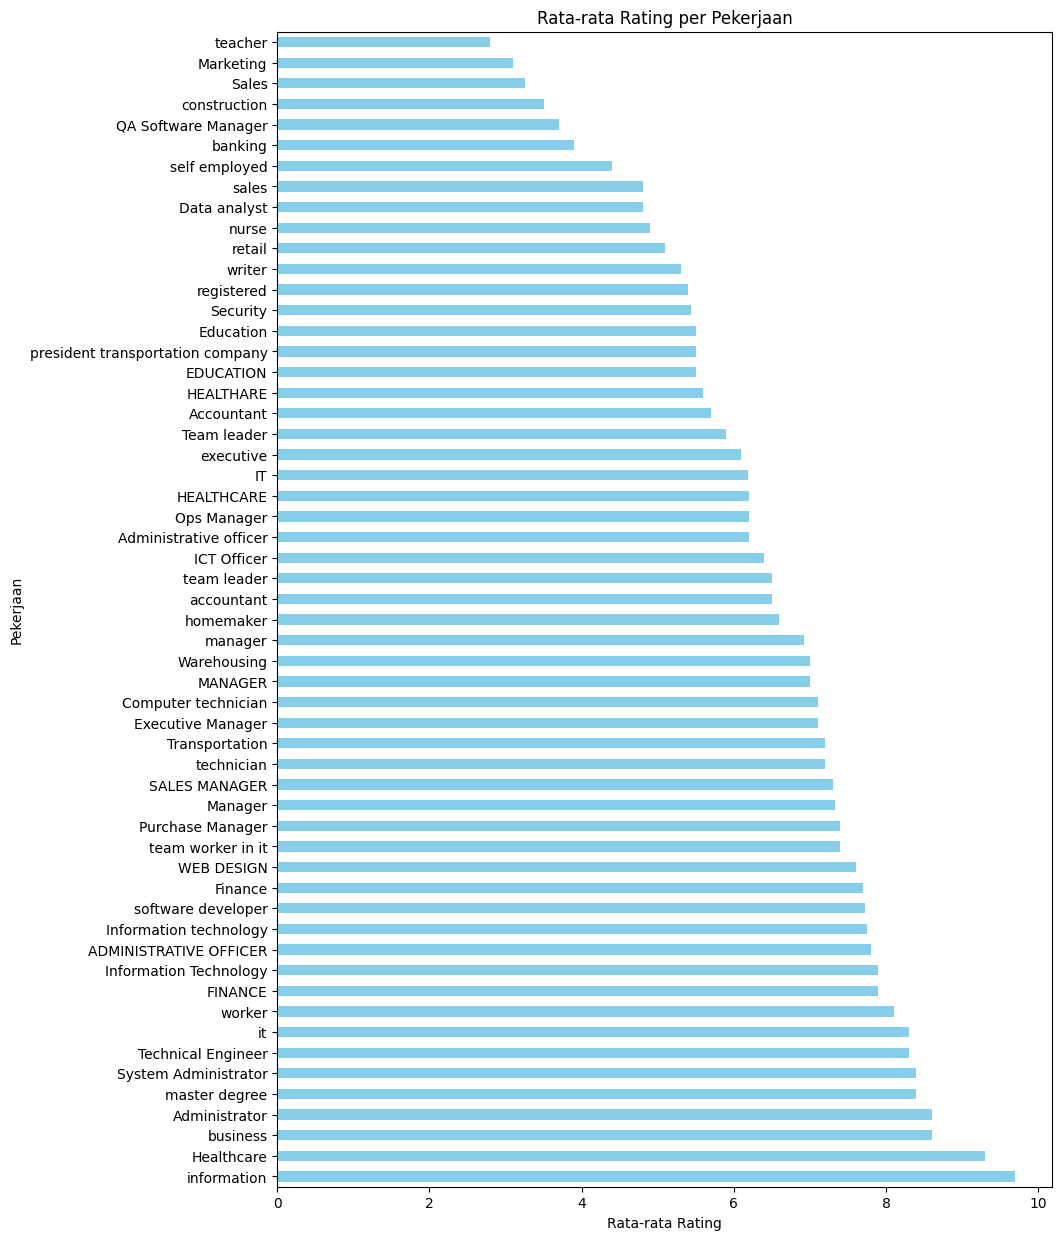 Rata-rata Rating per Pekerjaan
teacher
Marketing
Sales
construction
QA Software Manager
banking
self employed
sales
Data analyst
nurse
retail
writer
registered
Security
Education
president transportation company
EDUCATION
HEALTHARE
Accountant
Team leader
executive
IT
HEALTHCARE
Ops Manager
Administrative officer
ICT Officer
team leader
accountant
homemaker
manager
Warehousing
MANAGER
Computer technician
Executive Manager
Transportation
technician
SALES MANAGER
Manager
Purchase Manager
team worker in it
WEB DESIGN
Finance
software developer
Information technology
ADMINISTRATIVE OFFICER
Information Technology
FINANCE
worker
it
Technical Engineer
System Administrator
master degree
Administrator
business
Healthcare
information
Pekerjaan
0 2 4 6 8 10
Rata-rata Rating